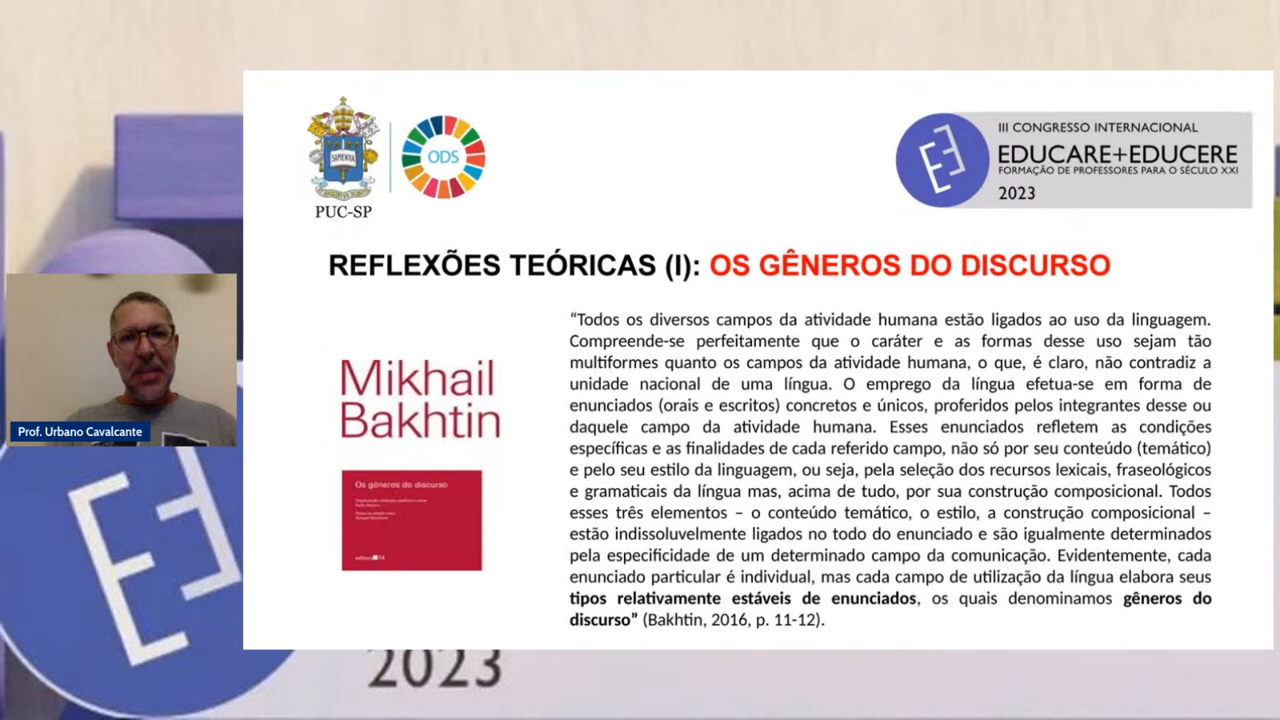 SAPIENTIA
PUC-SP
ODS
III CONGRESSO INTERNACIONAL
EDUCARE+EDUCERE
FORMAÇÃO DE PROFESSORES PARA O SÉCULO XXI
2023
REFLEXÕES TEÓRICAS (I): OS GÊNEROS DO DISCURSO
Mikhail
Bakhtin
Os gêneros do discurso
editora 34
“Todos os diversos campos da atividade humana estão ligados ao uso da linguagem.
Compreende-se perfeitamente que o caráter e as formas desse uso sejam tão
multiformes quanto os campos da atividade humana, o que, é claro, não contradiz a
unidade nacional de uma língua. O emprego da língua efetua-se em forma de
enunciados (orais e escritos) concretos e únicos, proferidos pelos integrantes desse ou
daquele campo da atividade humana. Esses enunciados refletem as condições
específicas e as finalidades de cada referido campo, não só por seu conteúdo (temático)
e pelo seu estilo da linguagem, ou seja, pela seleção dos recursos lexicais, fraseológicos
e gramaticais da língua mas, acima de tudo, por sua construção composicional. Todos
esses três elementos – o conteúdo temático, o estilo, a construção composicional –
estão indissoluvelmente ligados no todo do enunciado e são igualmente determinados
pela especificidade de um determinado campo da comunicação. Evidentemente, cada
enunciado particular é individual, mas cada campo de utilização da língua elabora seus
tipos relativamente estáveis de enunciados, os quais denominamos gêneros do
discurso” (Bakhtin, 2016, p. 11-12).
Prof. Urbano Cavalcante
2023